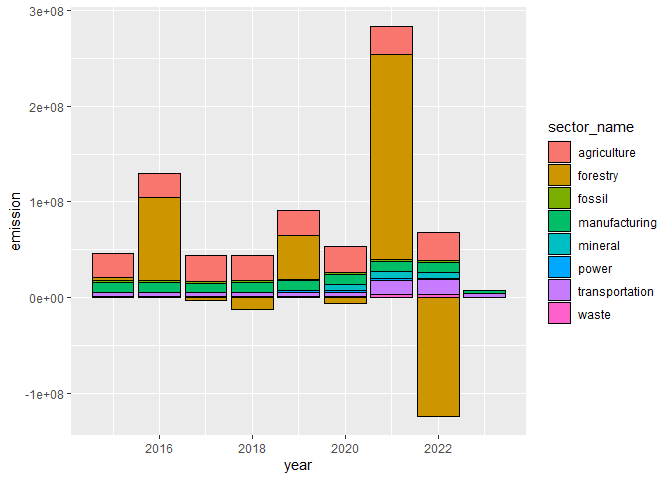 3e+08
2e+08
1e+08
0e+00
-1e+08
emission
2016
2018
2020
2022
year
sector_name
agriculture
forestry
fossil
manufacturing
mineral
power
transportation
waste